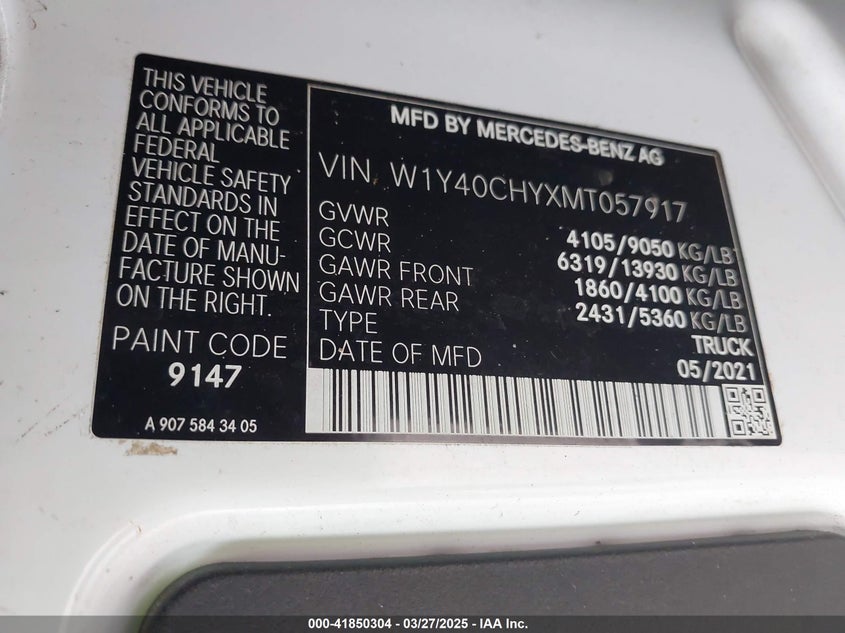 THIS VEHICLE
CONFORMS TO
ALL APPLICABLE
FEDERAL
VEHICLE SAFETY
STANDARDS IN
EFFECT ON THE
DATE OF MANU-
FACTURE SHOWN
ON THE RIGHT.
PAINT CODE
9147
A 907 584 34 05
MFD BY MERCEDES-BENZ AG
VIN W1Y40CHYXMT057917
GVWR 4105/9050 KG/LB
GCWR 6319/13930 KG/LB
GAWR FRONT 1860/4100 KG/LB
GAWR REAR 2431/5360 KG/LB
TYPE TRUCK
DATE OF MFD 05/2021
000-41850304 | 03/27/2025 - IAA Inc.